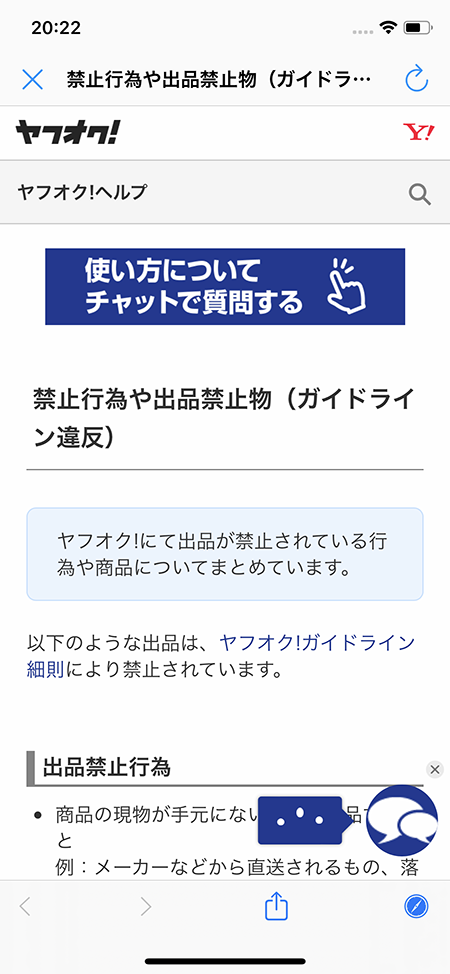 20:22
禁止行為や出品禁止物（ガイドラ…
ヤフオク!
Y!
ヤフオク!ヘルプ
使い方について
チャットで質問する
禁止行為や出品禁止物（ガイドライ
ン違反）
ヤフオク!にて出品が禁止されている行
為や商品についてまとめています。
以下のような出品は、ヤフオク!ガイドライン
細則により禁止されています。
出品禁止行為
商品の現物が手元にない
と
例：メーカーなどから直送されるもの、落